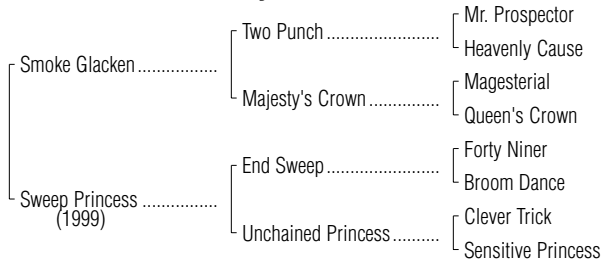 Mr. Prospector
Two Punch .........................
Heavenly Cause
Smoke Glacken .................
Magesterial
Majesty's Crown ................
Queen's Crown
Forty Niner
End Sweep .........................
Broom Dance
Sweep Princess ................
(1999)
Clever Trick
Unchained Princess ..........
Sensitive Princess